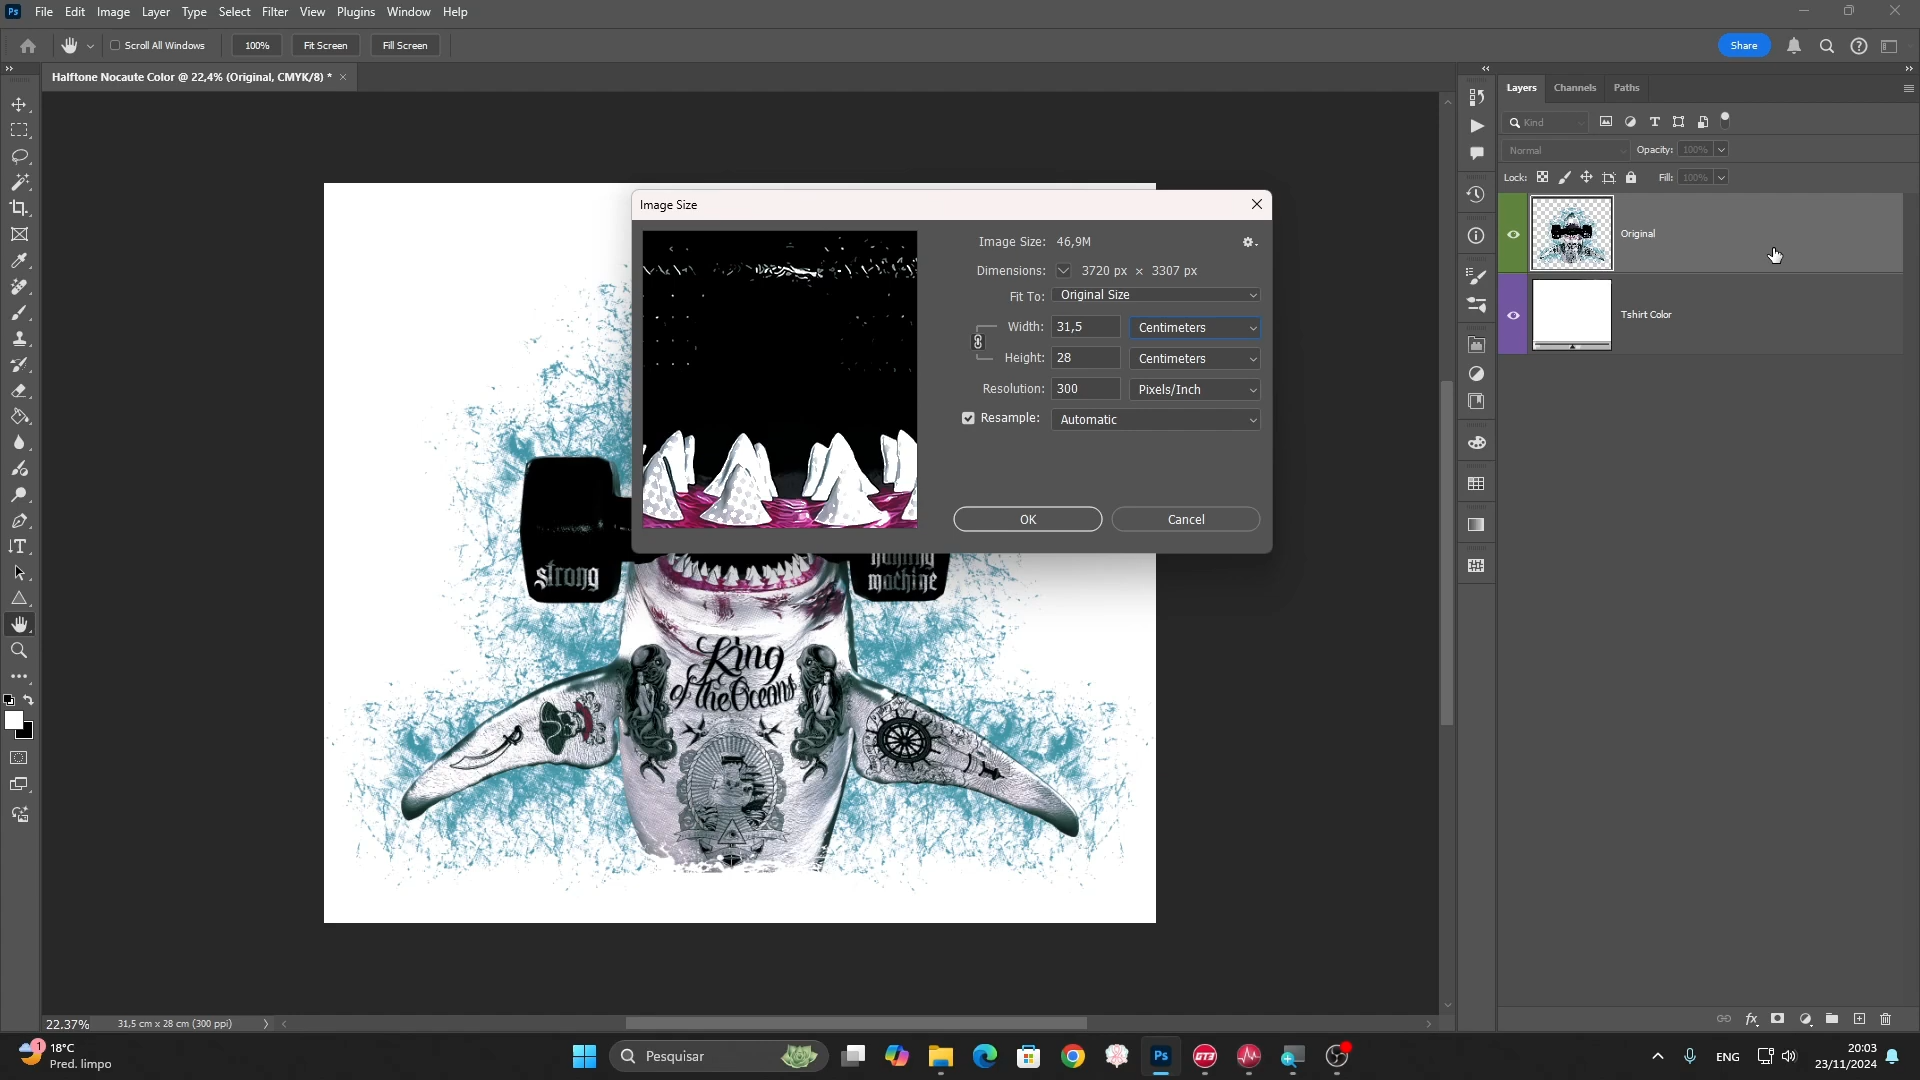 Ps File Edit Image Layer Type Select Filter View Plugins Window Help
Scroll All Windows 100% Fit Screen Fill Screen Share
Halftone Nocaute Color @ 22,4% (Original, CMYK/8) * ×
Layers Channels Paths
Kind
Normal Opacity: 100%
Lock: Fill: 100%
Original
Tshirt Color
Image Size
Image Size: 46,9M
Dimensions: 3720 px × 3307 px
Fit To: Original Size
Width: 31,5 Centimeters
Height: 28 Centimeters
Resolution: 300 Pixels/Inch
Resample: Automatic
OK Cancel
strong
machine
King
of the Oceans
22.37% 31,5 cm x 28 cm (300 ppi)
1 18°C
Pred. limpo
Pesquisar
Ps
ENG
20:03
23/11/2024